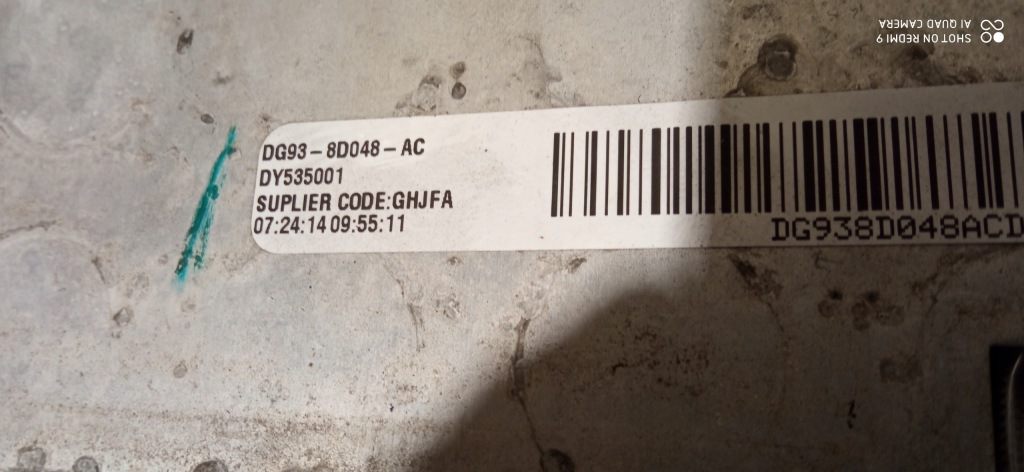 DG93-8D048-AC
DY535001
SUPLIER CODE:GHJFA
07:24:14 09:55:11
DG938D048ACD
SHOT ON REDMI 9
AI QUAD CAMERA